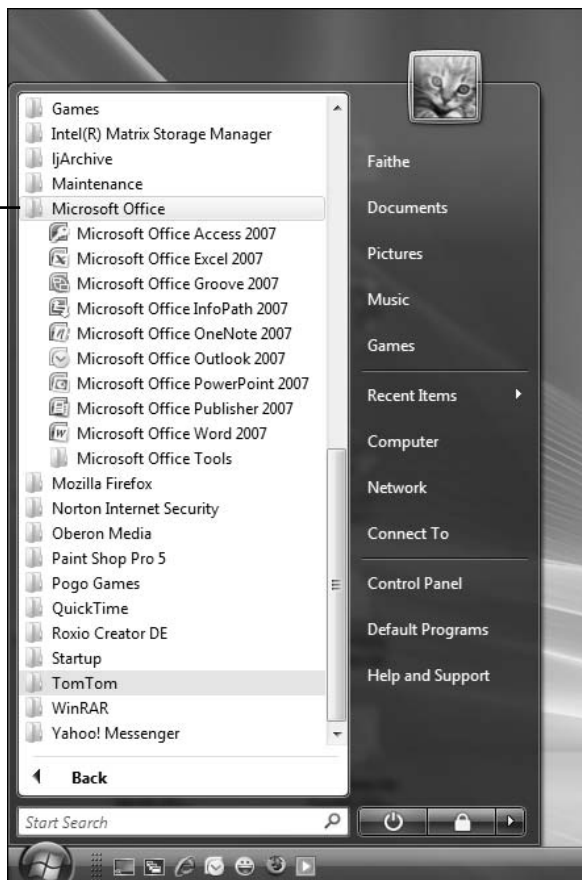 Games
Intel(R) Matrix Storage Manager
ljArchive
Maintenance
Microsoft Office
Microsoft Office Access 2007
Microsoft Office Excel 2007
Microsoft Office Groove 2007
Microsoft Office InfoPath 2007
Microsoft Office OneNote 2007
Microsoft Office Outlook 2007
Microsoft Office PowerPoint 2007
Microsoft Office Publisher 2007
Microsoft Office Word 2007
Microsoft Office Tools
Mozilla Firefox
Norton Internet Security
Oberon Media
Paint Shop Pro 5
Pogo Games
QuickTime
Roxio Creator DE
Startup
TomTom
WinRAR
Yahoo! Messenger
Back
Start Search
Faithe
Documents
Pictures
Music
Games
Recent Items
Computer
Network
Connect To
Control Panel
Default Programs
Help and Support